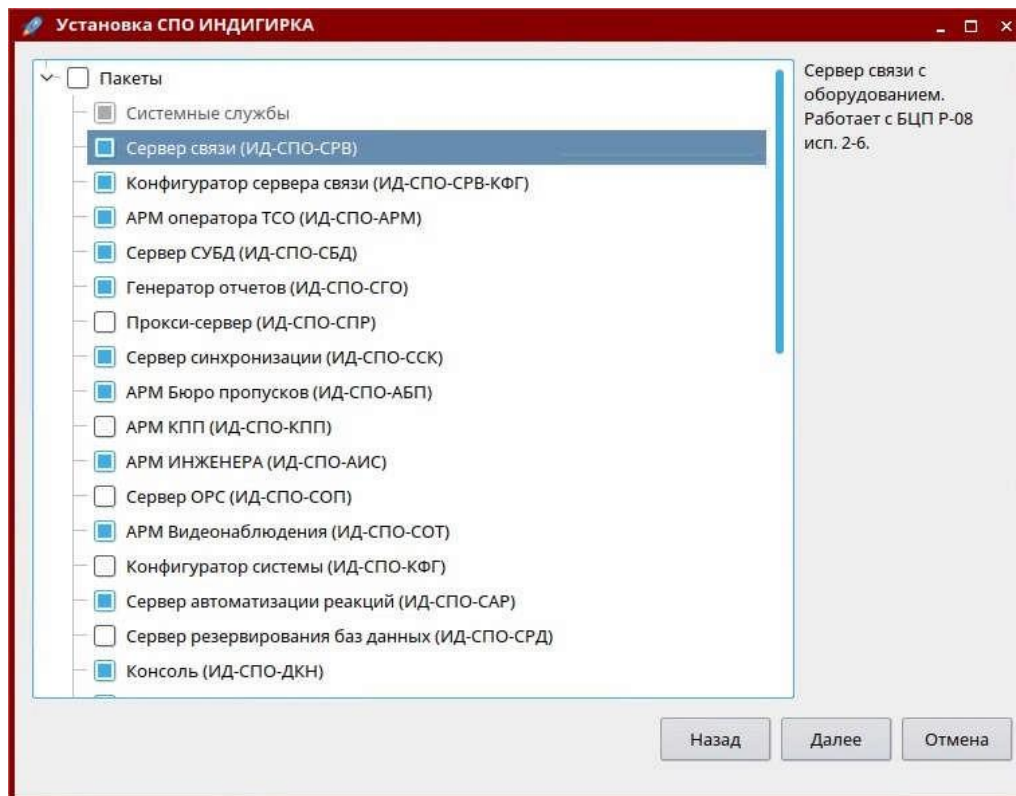 Установка СПО ИНДИГИРКА
Пакеты
Системные службы
Сервер связи (ИД-СПО-СРВ)
Конфигуратор сервера связи (ИД-СПО-СРВ-КФГ)
АРМ оператора ТСО (ИД-СПО-АРМ)
Сервер СУБД (ИД-СПО-СБД)
Генератор отчетов (ИД-СПО-СГО)
Прокси-сервер (ИД-СПО-СПР)
Сервер синхронизации (ИД-СПО-ССК)
АРМ Бюро пропусков (ИД-СПО-АБП)
АРМ КПП (ИД-СПО-КПП)
АРМ ИНЖЕНЕРА (ИД-СПО-АИС)
Сервер ОРС (ИД-СПО-СОП)
АРМ Видеонаблюдения (ИД-СПО-СОТ)
Конфигуратор системы (ИД-СПО-КФГ)
Сервер автоматизации реакций (ИД-СПО-САР)
Сервер резервирования баз данных (ИД-СПО-СРД)
Консоль (ИД-СПО-ДКН)
Сервер связи с
оборудованием.
Работает с БЦП Р-08
исп. 2-6.
Назад
Далее
Отмена